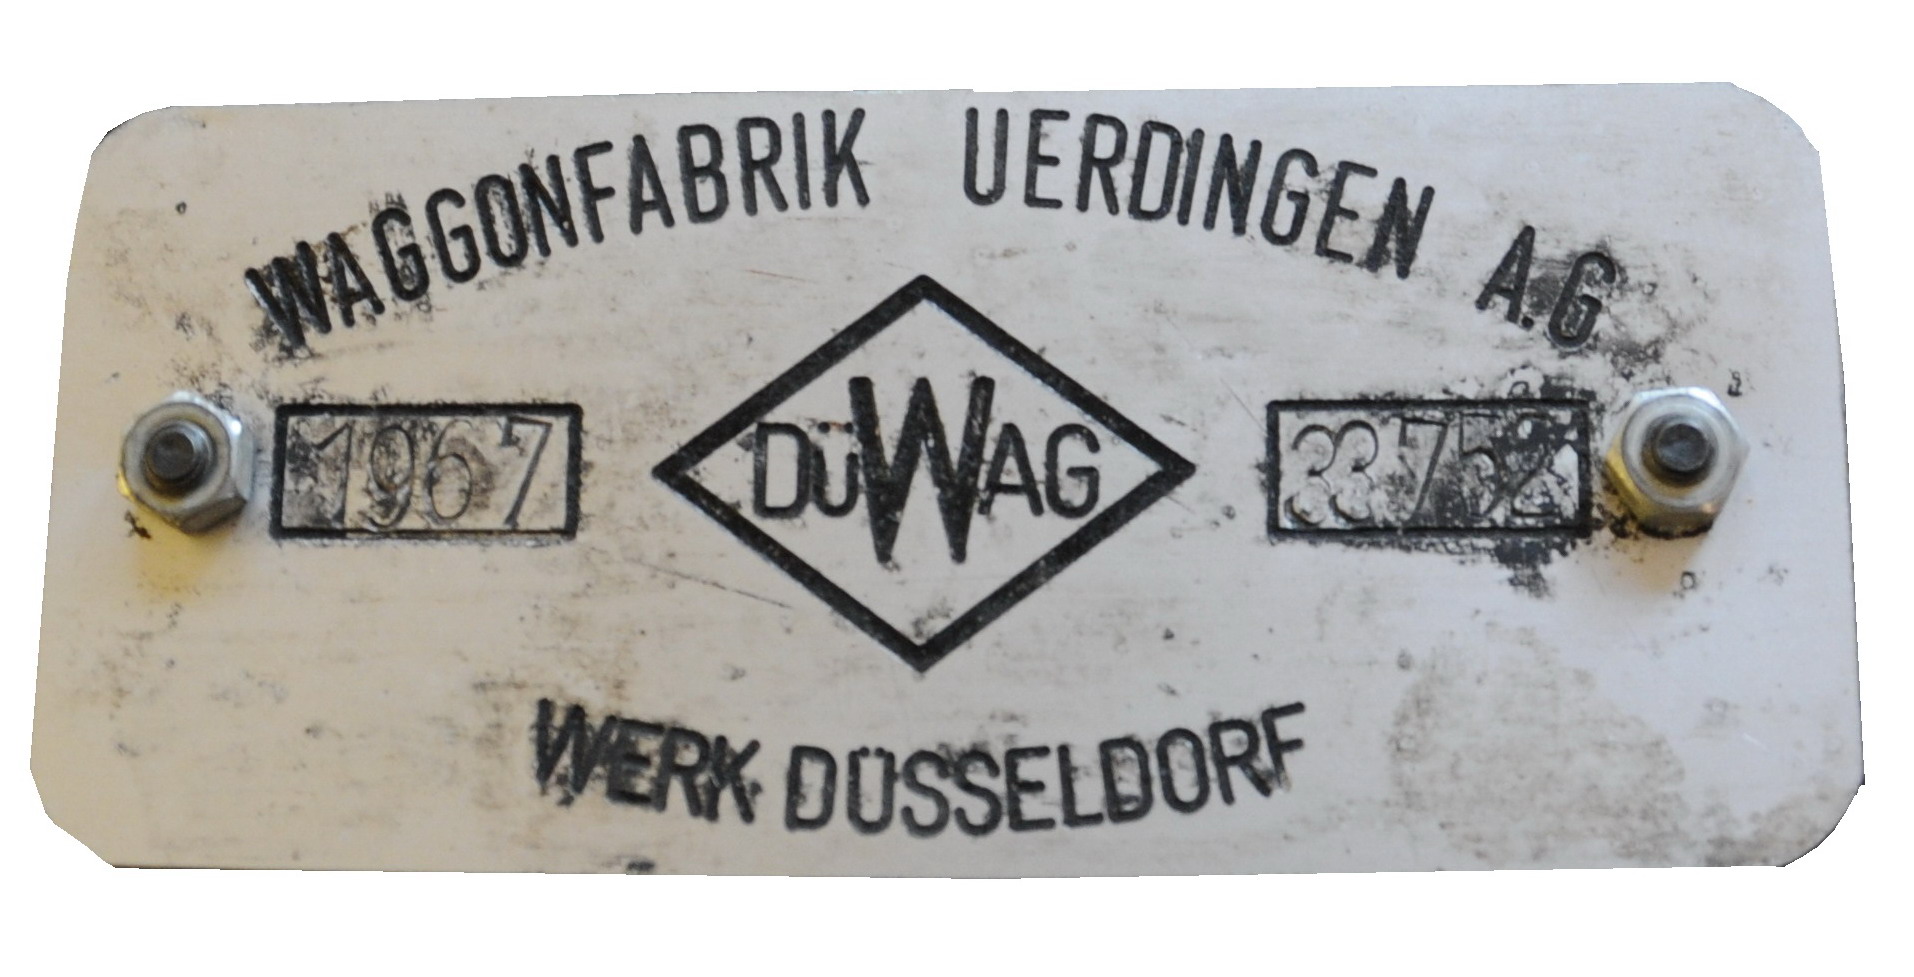 WAGGONFABRIK UERDINGEN A.G
1967 DÜWAG 33752
WERK DÜSSELDORF